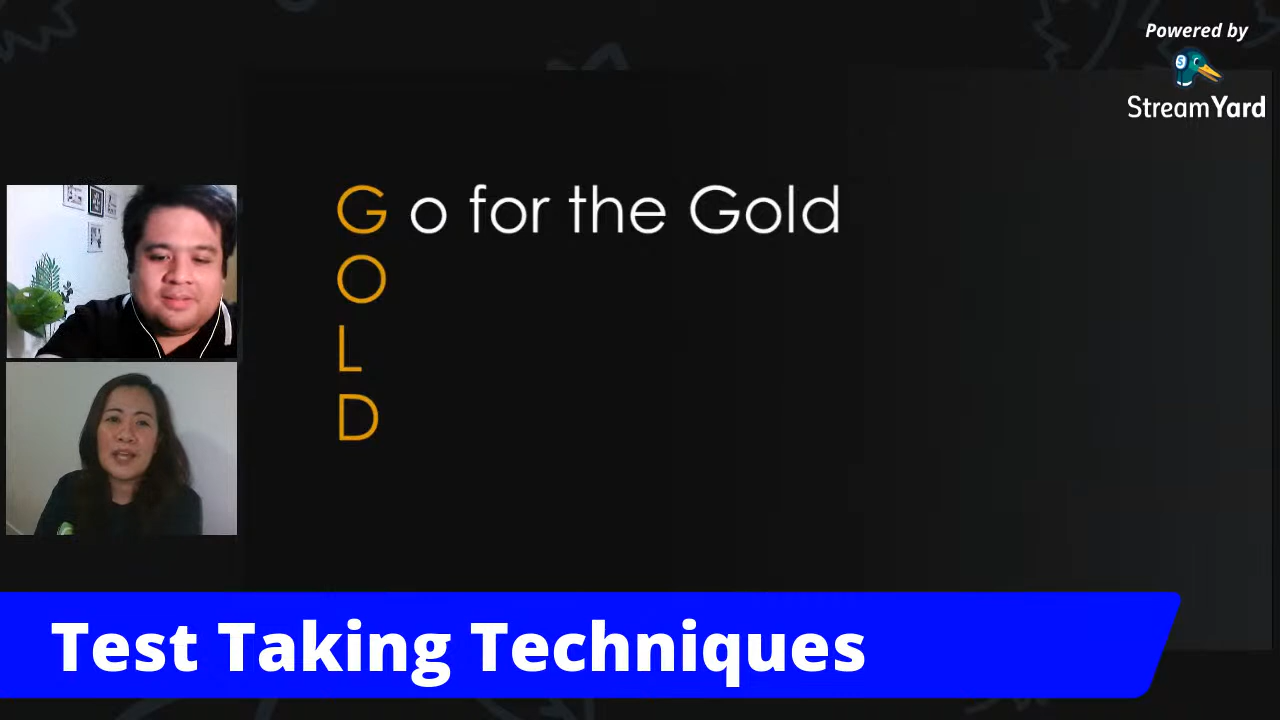 Powered by
StreamYard
G o for the Gold
O
L
D
Test Taking Techniques